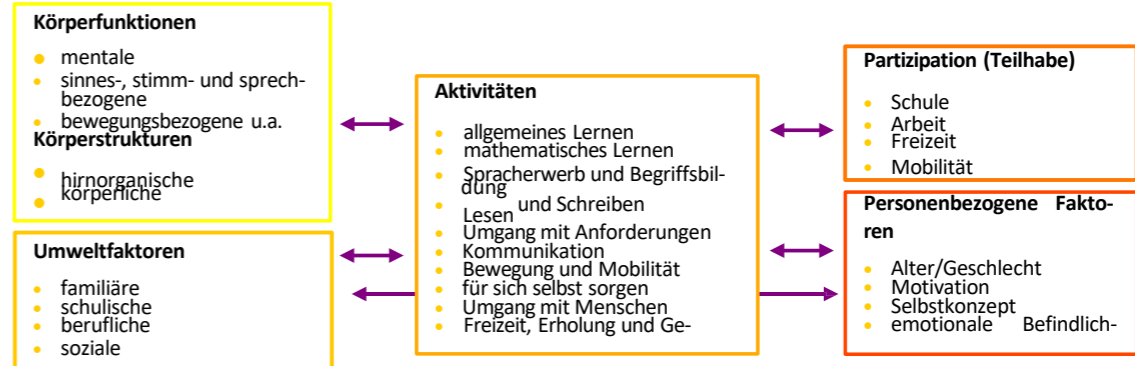 Körperfunktionen
mentale
sinnes-, stimm- und sprech-
bezogene
bewegungsbezogene u.a.
Körperstrukturen
hirnorganische
körperliche
Umweltfaktoren
familiäre
schulische
berufliche
soziale
Aktivitäten
allgemeines Lernen
mathematisches Lernen
Spracherwerb und Begriffsbil-
dung
und Schreiben
Lesen
Umgang mit Anforderungen
Kommunikation
Bewegung und Mobilität
für sich selbst sorgen
Umgang mit Menschen
Freizeit, Erholung und Ge-
Partizipation (Teilhabe)
Schule
Arbeit
Freizeit
Mobilität
Personenbezogene Fakto-
ren
Alter/Geschlecht
Motivation
Selbstkonzept
emotionale Befindlich-